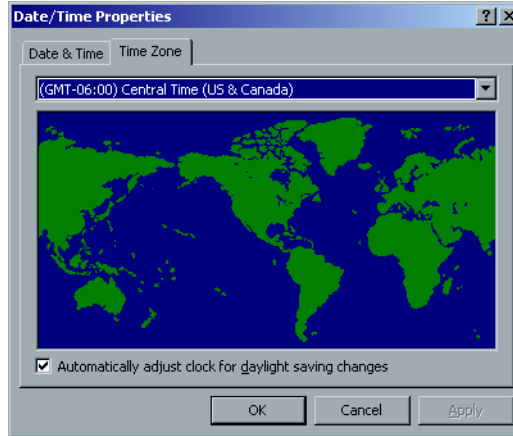 Date/Time Properties
Date & Time
Time Zone
(GMT-06:00) Central Time (US & Canada)
Automatically adjust clock for daylight saving changes
OK
Cancel
Apply